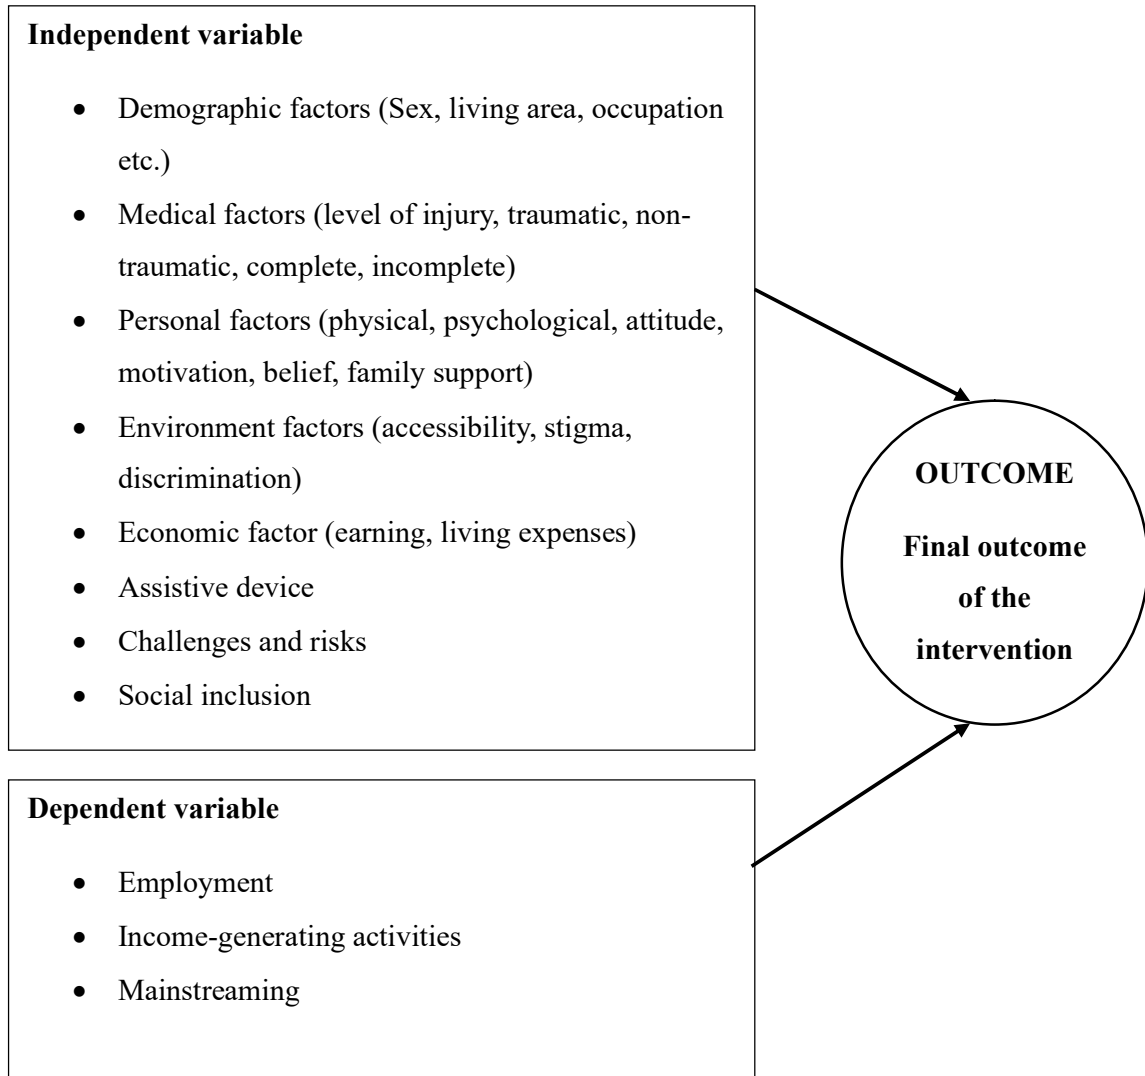 Independent variable
• Demographic factors (Sex, living area, occupation
etc.)
• Medical factors (level of injury, traumatic, non-
traumatic, complete, incomplete)
• Personal factors (physical, psychological, attitude,
motivation, belief, family support)
• Environment factors (accessibility, stigma,
discrimination)
• Economic factor (earning, living expenses)
• Assistive device
• Challenges and risks
• Social inclusion
OUTCOME
Final outcome
of the
intervention
Dependent variable
• Employment
• Income-generating activities
• Mainstreaming